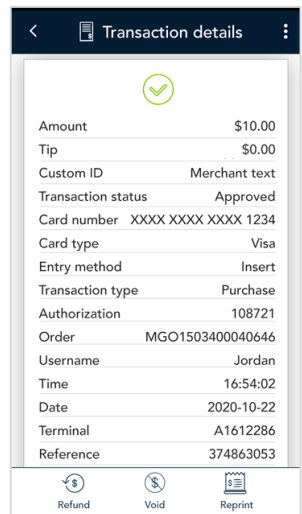 Transaction details
Amount $10.00
Tip $0.00
Custom ID Merchant text
Transaction status Approved
Card number XXXX XXXX XXXX 1234
Card type Visa
Entry method Insert
Transaction type Purchase
Authorization 108721
Order MGO1503400040646
Username Jordan
Time 16:54:02
Date 2020-10-22
Terminal A1612286
Reference 374863053
Refund Void Reprint